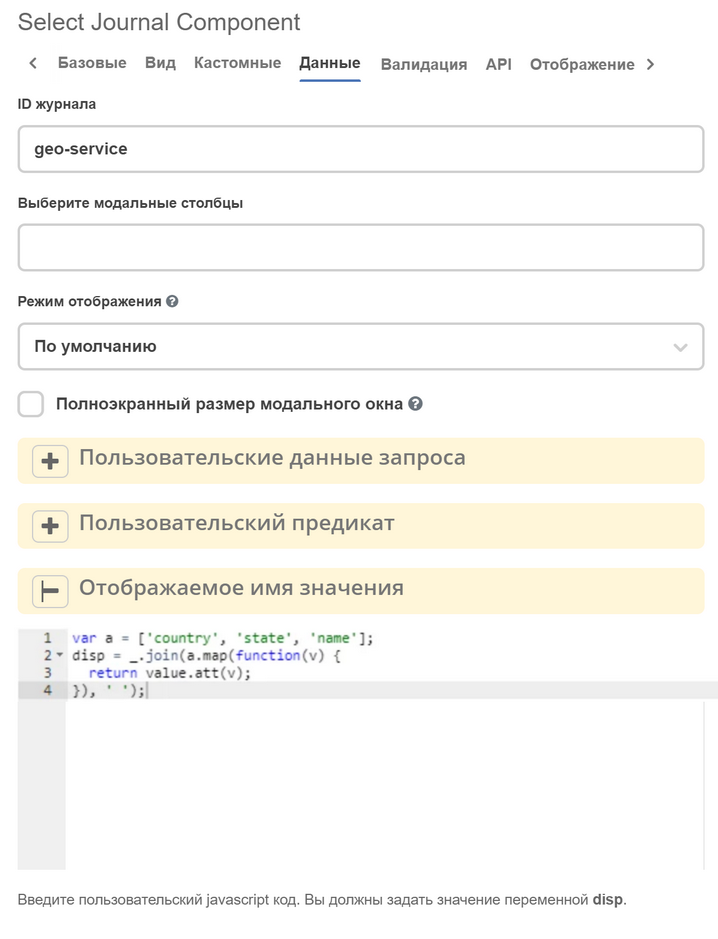 Select Journal Component
Базовые Вид Кастомные Данные Валидация API Отображение
ID журнала
geo-service
Выберите модальные столбцы
Режим отображения
По умолчанию
Полноэкранный размер модального окна
Пользовательские данные запроса
Пользовательский предикат
Отображаемое имя значения
1 var a = ['country', 'state', 'name'];
2 disp = _.join(a.map(function(v) {
3 return value.att(v);
4 }), ' ');
Введите пользовательский javascript код. Вы должны задать значение переменной disp.